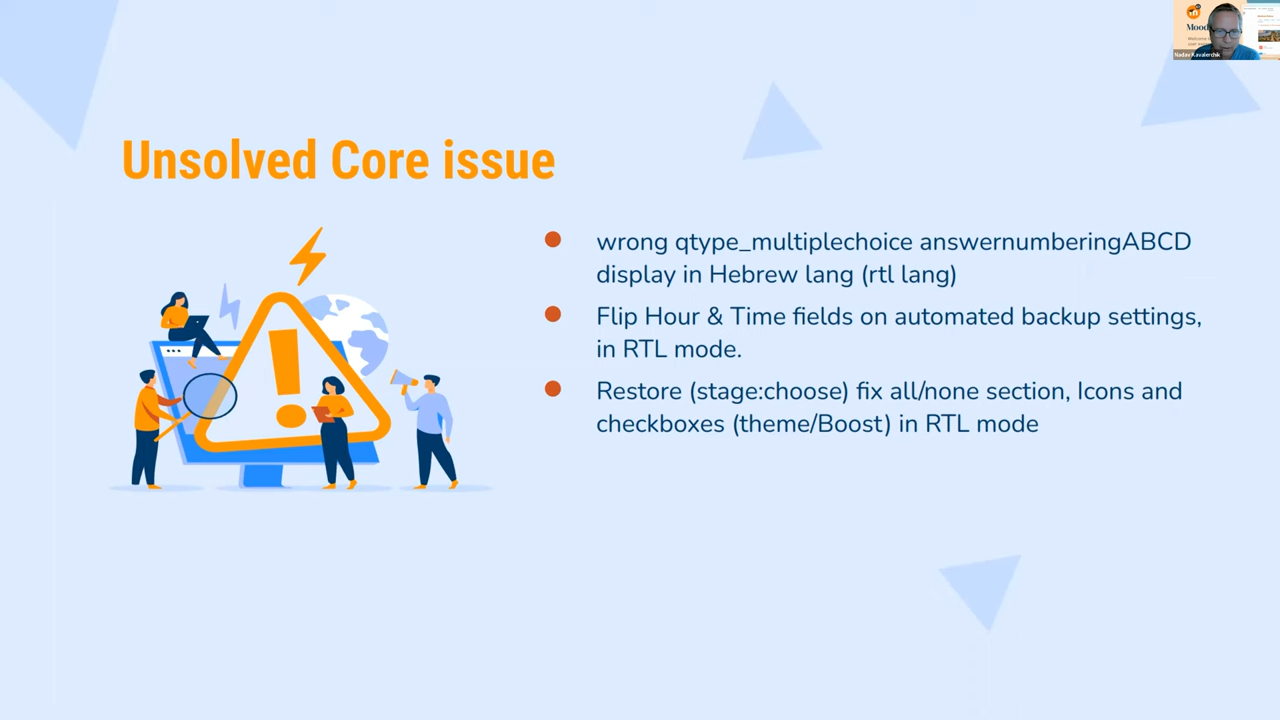 Unsolved Core issue
wrong qtype_multiplechoice answernumberingABCD
display in Hebrew lang (rtl lang)
Flip Hour & Time fields on automated backup settings,
in RTL mode.
Restore (stage:choose) fix all/none section, Icons and
checkboxes (theme/Boost) in RTL mode
Nadav Kavalerchik